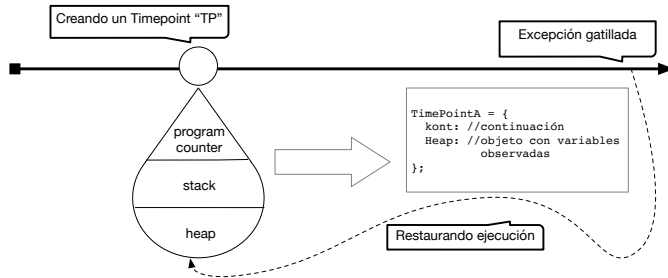 Creando un Timepoint “TP”
Excepción gatillada
program
counter
stack
heap
TimePointA = {
kont: //continuación
Heap: //objeto con variables
observadas
};
Restaurando ejecución